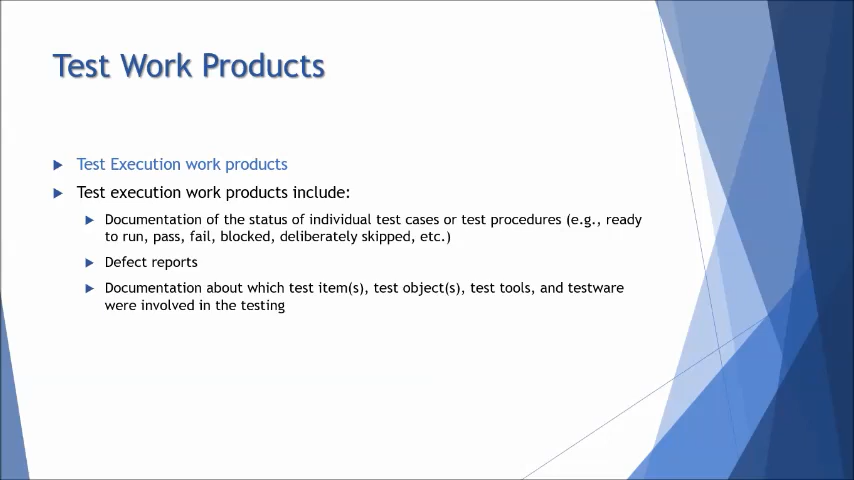 Test Work Products
Test Execution work products
Test execution work products include:
Documentation of the status of individual test cases or test procedures (e.g., ready
to run, pass, fail, blocked, deliberately skipped, etc.)
Defect reports
Documentation about which test item(s), test object(s), test tools, and testware
were involved in the testing